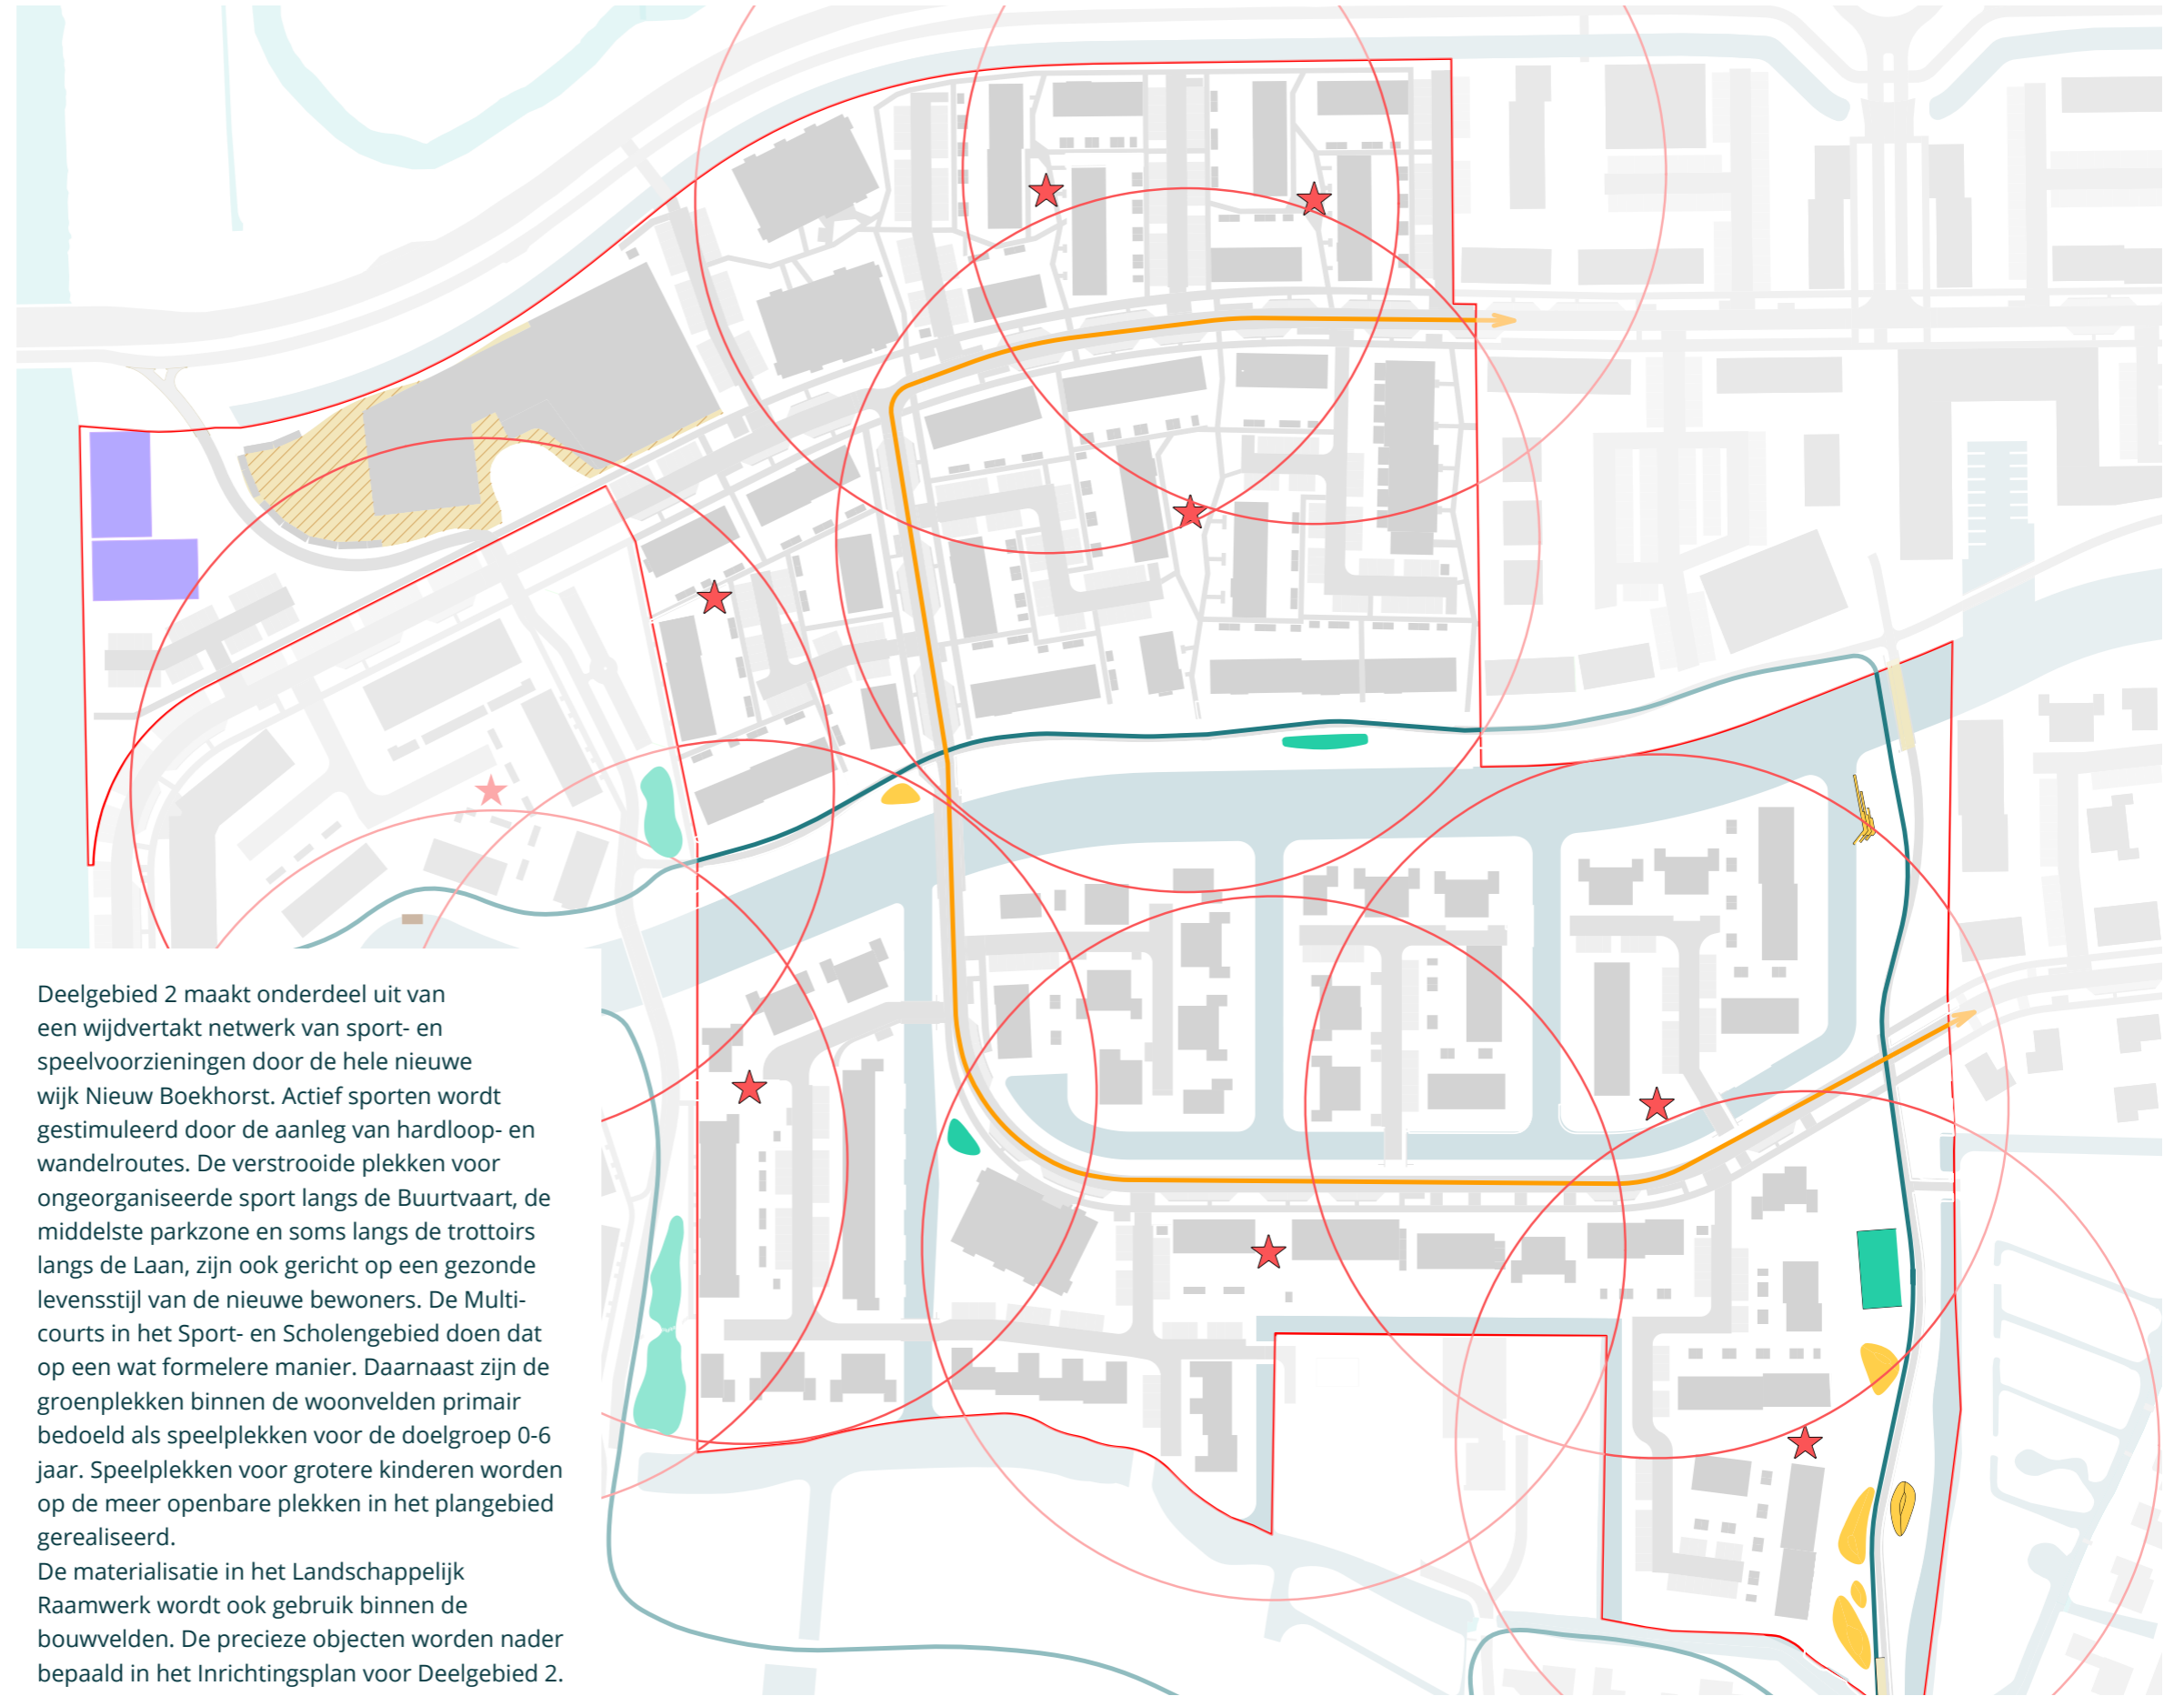 Deelgebied 2 maakt onderdeel uit van
een wijdvertakt netwerk van sport- en
speelvoorzieningen door de hele nieuwe
wijk Nieuw Boekhorst. Actief sporten wordt
gestimuleerd door de aanleg van hardloop- en
wandelroutes. De verstrooide plekken voor
ongeorganiseerde sport langs de Buurtvaart, de
middelste parkzone en soms langs de trottoirs
langs de Laan, zijn ook gericht op een gezonde
levensstijl van de nieuwe bewoners. De Multi-
courts in het Sport- en Scholengebied doen dat
op een wat formelere manier. Daarnaast zijn de
groenplekken binnen de woonvelden primair
bedoeld als speelplekken voor de doelgroep 0-6
jaar. Speelplekken voor grotere kinderen worden
op de meer openbare plekken in het plangebied
gerealiseerd.
De materialisatie in het Landschappelijk
Raamwerk wordt ook gebruik binnen de
bouwvelden. De precieze objecten worden nader
bepaald in het Inrichtingsplan voor Deelgebied 2.